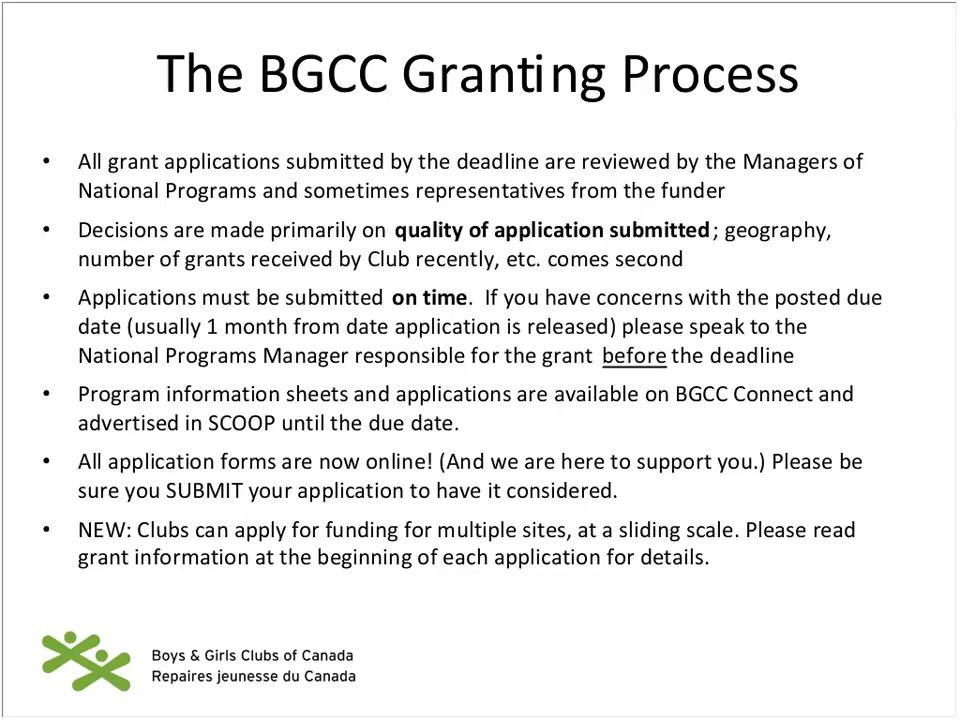 The BGCC Granting Process
• All grant applications submitted by the deadline are reviewed by the Managers of
National Programs and sometimes representatives from the funder
• Decisions are made primarily on quality of application submitted; geography,
number of grants received by Club recently, etc. comes second
• Applications must be submitted on time. If you have concerns with the posted due
date (usually 1 month from date application is released) please speak to the
National Programs Manager responsible for the grant before the deadline
• Program information sheets and applications are available on BGCC Connect and
advertised in SCOOP until the due date.
• All application forms are now online! (And we are here to support you.) Please be
sure you SUBMIT your application to have it considered.
• NEW: Clubs can apply for funding for multiple sites, at a sliding scale. Please read
grant information at the beginning of each application for details.
Boys & Girls Clubs of Canada
Repaires jeunesse du Canada